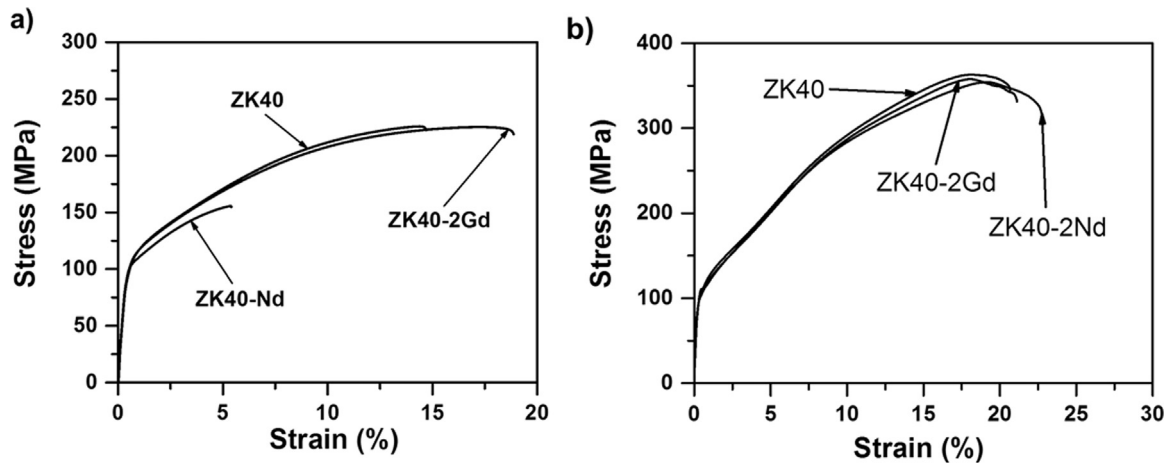 a)
300
250
200
150
100
50
0
Stress (MPa)
ZK40
ZK40-2Gd
ZK40-Nd
0 5 10 15 20
Strain (%)
b)
400
300
200
100
0
Stress (MPa)
ZK40
ZK40-2Gd
ZK40-2Nd
0 5 10 15 20 25 30
Strain (%)